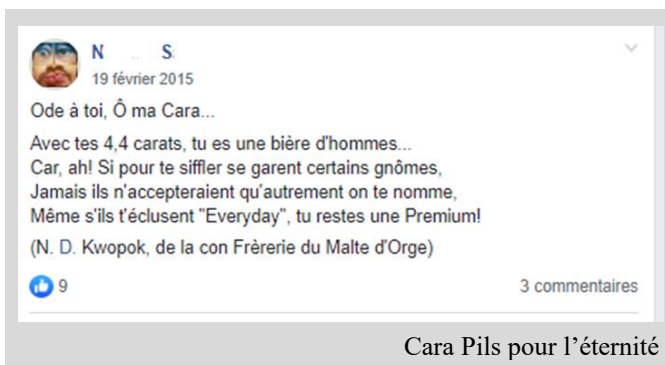 N S
19 février 2015
Ode à toi, Ô ma Cara...
Avec tes 4,4 carats, tu es une bière d'hommes...
Car, ah! Si pour te siffler se garent certains gnômes,
Jamais ils n'accepteraient qu'autrement on te nomme,
Même s'ils t'éclusent "Everyday", tu restes une Premium!
(N. D. Kwopok, de la con Frèrerie du Malte d'Orge)
9
3 commentaires
Cara Pils pour l'éternité